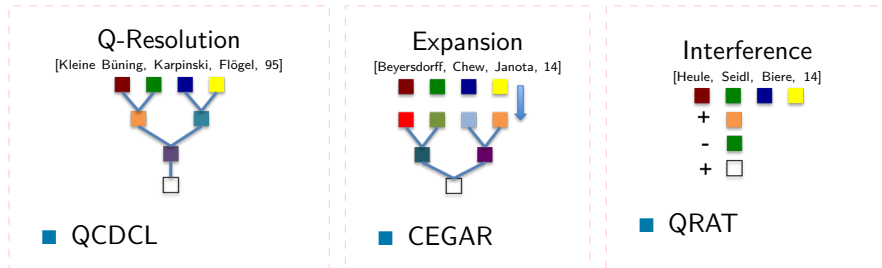 Q-Resolution
[Kleine Büning, Karpinski, Flögel, 95]
QCDCL
Expansion
[Beyersdorff, Chew, Janota, 14]
CEGAR
Interference
[Heule, Seidl, Biere, 14]
+
-
+
QRAT